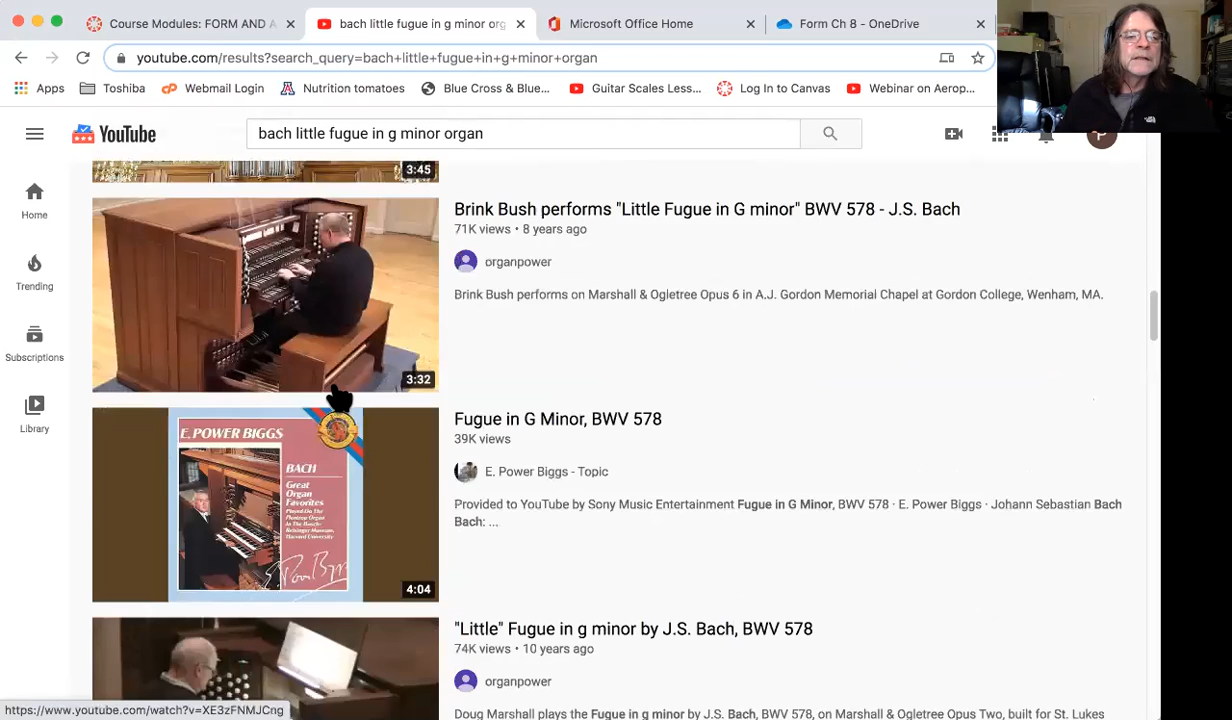 Course Modules: FORM AND A
bach little fugue in g minor org
Microsoft Office Home
Form Ch 8 - OneDrive
youtube.com/results?search_query=bach+little+fugue+in+g+minor+organ
Apps
Toshiba
Webmail Login
Nutrition tomatoes
Blue Cross & Blue...
Guitar Scales Less...
Log In to Canvas
Webinar on Aerop...
YouTube
bach little fugue in g minor organ
Home
Trending
Subscriptions
Library
3:45
Brink Bush performs "Little Fugue in G minor" BWV 578 - J.S. Bach
71K views • 8 years ago
organpower
Brink Bush performs on Marshall & Ogletree Opus 6 in A.J. Gordon Memorial Chapel at Gordon College, Wenham, MA.
3:32
E. POWER BIGGS
BACH
Great
Organ
Favorites
Played On The
Harvard University
4:04
Fugue in G Minor, BWV 578
39K views
E. Power Biggs - Topic
Provided to YouTube by Sony Music Entertainment Fugue in G Minor, BWV 578 · E. Power Biggs · Johann Sebastian Bach
Bach: ...
"Little" Fugue in g minor by J.S. Bach, BWV 578
74K views • 10 years ago
organpower
Doug Marshall plays the Fugue in g minor by J.S. Bach, BWV 578, on Marshall & Ogletree Opus Two, built for St. Lukes
https://www.youtube.com/watch?v=XE3zFNMJCng